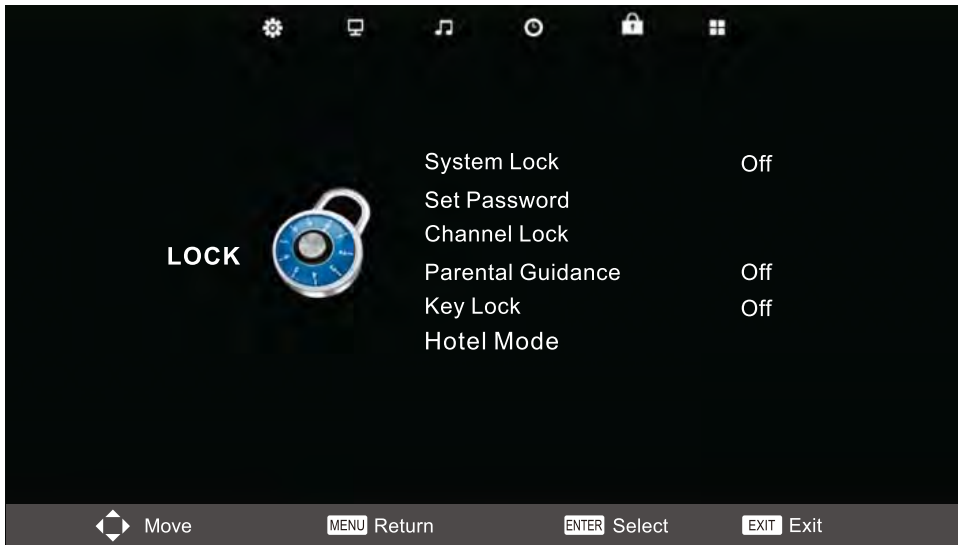 System Lock Off
Set Password
Channel Lock
LOCK
Parental Guidance Off
Key Lock Off
Hotel Mode
Move MENU Return ENTER Select EXIT Exit